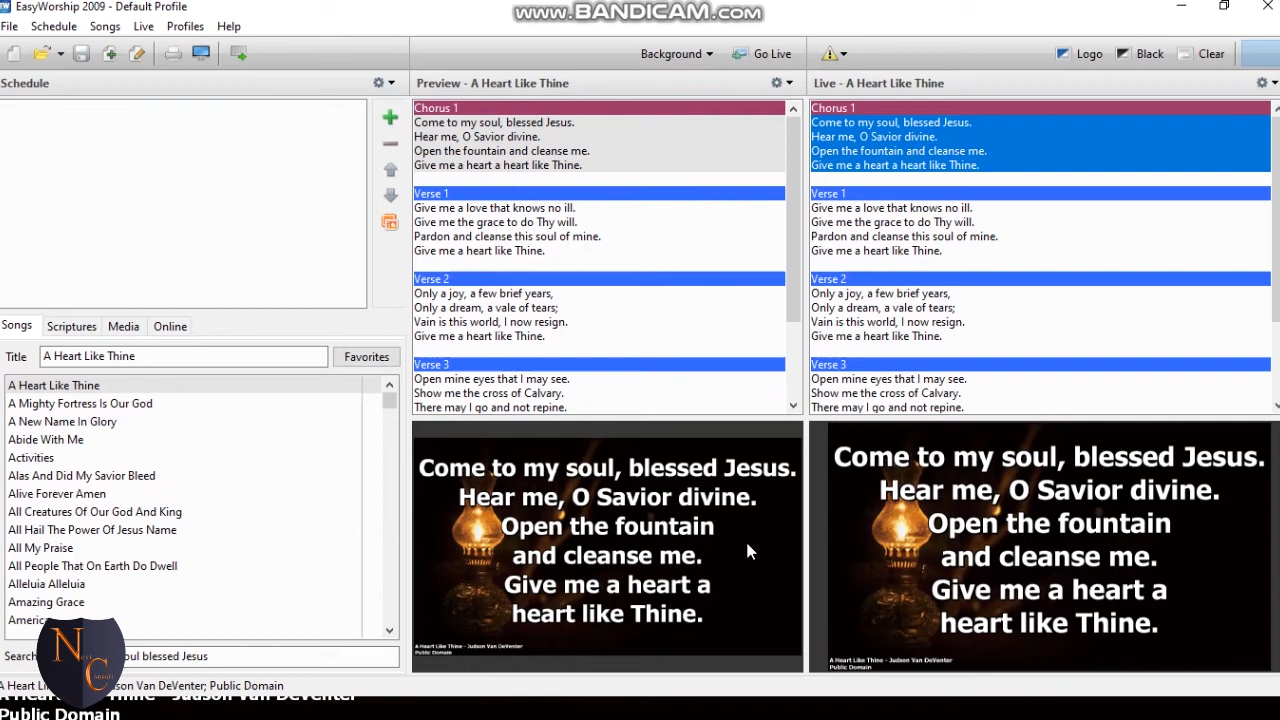 EasyWorship 2009 - Default Profile
www.BANDICAM.com
File Schedule Songs Live Profiles Help
Background Go Live Logo Black Clear
Schedule
Preview - A Heart Like Thine
Live - A Heart Like Thine
Chorus 1
Come to my soul, blessed Jesus.
Hear me, O Savior divine.
Open the fountain and cleanse me.
Give me a heart a heart like Thine.
Verse 1
Give me a love that knows no ill.
Give me the grace to do Thy will.
Pardon and cleanse this soul of mine.
Give me a heart like Thine.
Verse 2
Only a joy, a few brief years,
Only a dream, a vale of tears;
Vain is this world, I now resign.
Give me a heart like Thine.
Verse 3
Open mine eyes that I may see.
Show me the cross of Calvary.
There may I go and not repine.
Chorus 1
Come to my soul, blessed Jesus.
Hear me, O Savior divine.
Open the fountain and cleanse me.
Give me a heart a heart like Thine.
Verse 1
Give me a love that knows no ill.
Give me the grace to do Thy will.
Pardon and cleanse this soul of mine.
Give me a heart like Thine.
Verse 2
Only a joy, a few brief years,
Only a dream, a vale of tears;
Vain is this world, I now resign.
Give me a heart like Thine.
Verse 3
Open mine eyes that I may see.
Show me the cross of Calvary.
There may I go and not repine.
Songs Scriptures Media Online
Title A Heart Like Thine Favorites
A Heart Like Thine
A Mighty Fortress Is Our God
A New Name In Glory
Abide With Me
Activities
Alas And Did My Savior Bleed
Alive Forever Amen
All Creatures Of Our God And King
All Hail The Power Of Jesus Name
All My Praise
All People That On Earth Do Dwell
Alleluia Alleluia
Amazing Grace
America
Search oul blessed Jesus
Come to my soul, blessed Jesus.
Hear me, O Savior divine.
Open the fountain
and cleanse me.
Give me a heart a
heart like Thine.
A Heart Like Thine - Judson Van DeVenter
Public Domain
Come to my soul, blessed Jesus.
Hear me, O Savior divine.
Open the fountain
and cleanse me.
Give me a heart a
heart like Thine.
A Heart Like Thine - Judson Van DeVenter
Public Domain
N C
A Heart Li dson Van DeVenter; Public Domain
A Heart Like Thine - Judson Van DeVenter
Public Domain